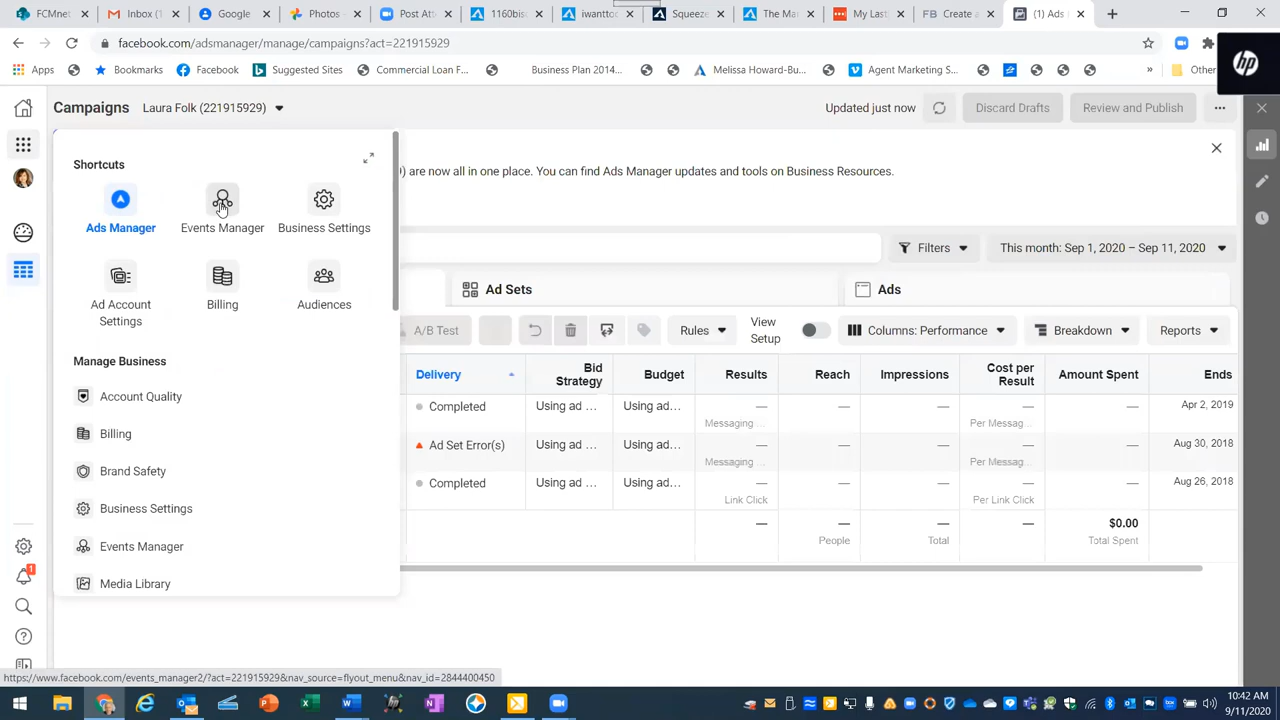 FCMnet
Inbox (1
Google
Photos -
Post Att
1160bis
iwantto
Squeeze
The Ma
My Last
FB Create a
(1) Ads
facebook.com/adsmanager/manage/campaigns?act=221915929
Apps
Bookmarks
Facebook
Suggested Sites
Commercial Loan F...
Business Plan 2014...
Melissa Howard-Bu...
Agent Marketing S...
»
Other
hp
Campaigns
Laura Folk (221915929)
Updated just now
Discard Drafts
Review and Publish
Shortcuts
) are now all in one place. You can find Ads Manager updates and tools on Business Resources.
Ads Manager
Events Manager
Business Settings
Filters
This month: Sep 1, 2020 – Sep 11, 2020
Ad Account
Settings
Billing
Audiences
Ad Sets
Ads
A/B Test
Rules
View
Setup
Columns: Performance
Breakdown
Reports
Manage Business
Delivery
Bid
Strategy
Budget
Results
Reach
Impressions
Cost per
Result
Amount Spent
Ends
Account Quality
Completed
Using ad ...
Using ad...
—
—
—
—
—
Apr 2, 2019
Messaging ...
Per Messag...
Billing
Ad Set Error(s)
Using ad ...
Using ad...
—
—
—
—
—
Aug 30, 2018
Messaging ...
Per Messag...
Brand Safety
Completed
Using ad ...
Using ad...
—
—
—
—
—
Aug 26, 2018
Link Click
Per Link Click
Business Settings
—
—
—
—
$0.00
People
Total
Total Spent
Events Manager
Media Library
1
https://www.facebook.com/events_manager2/?act=221915929&nav_source=flyout_menu&nav_id=2844400450
10:42 AM
9/11/2020